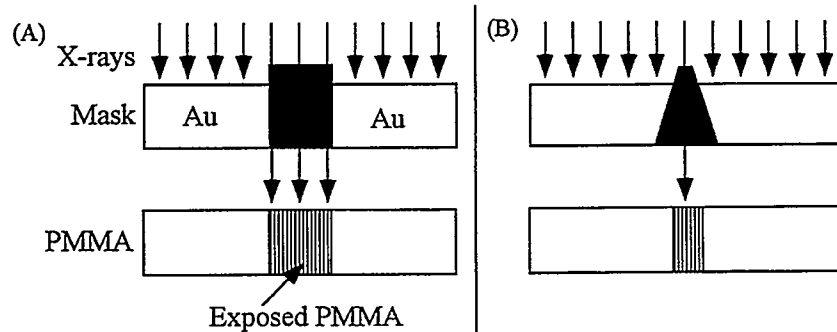 (A)
X-rays
Mask
Au
Au
PMMA
Exposed PMMA
(B)